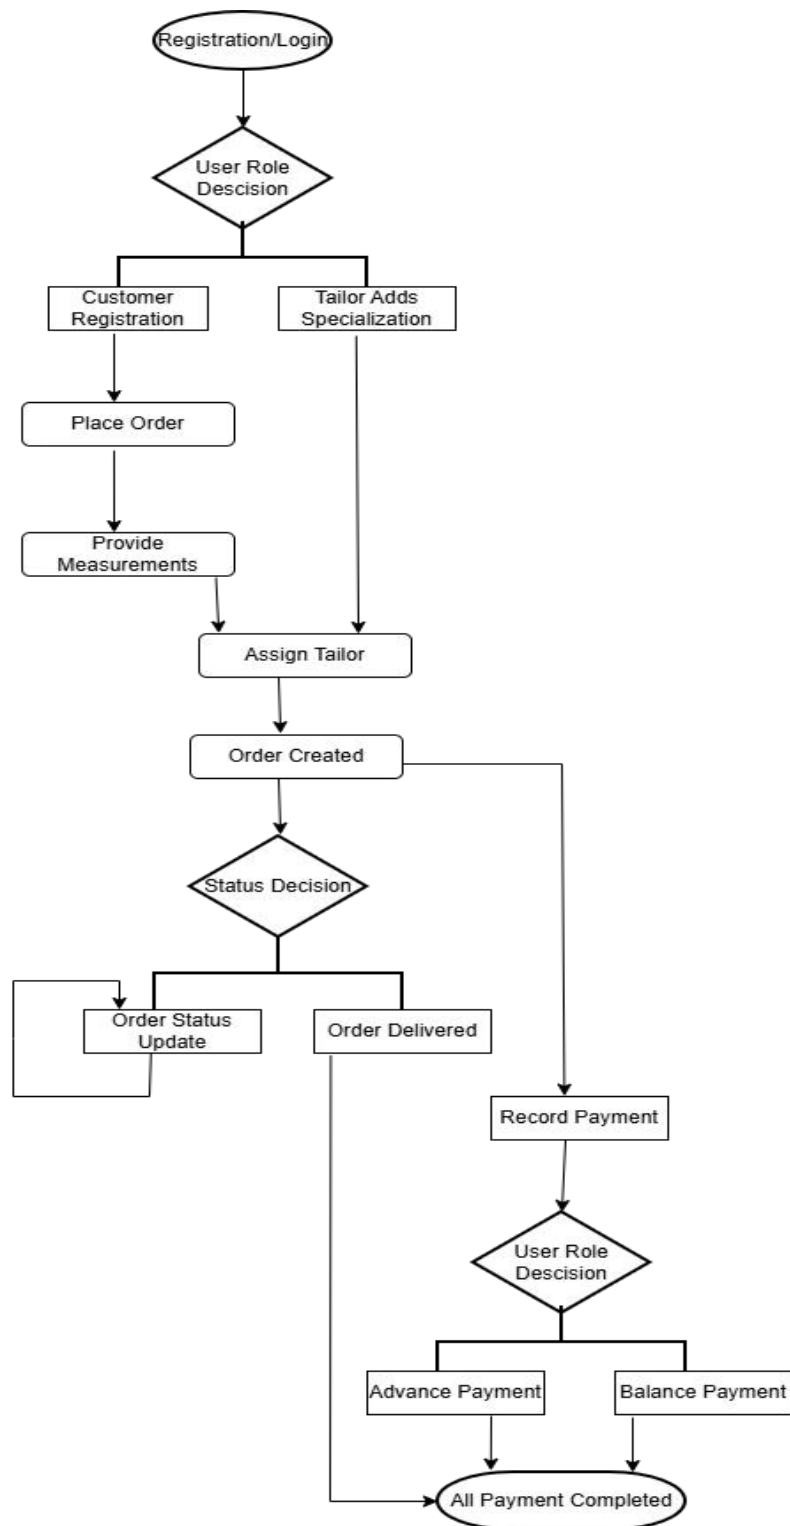 Registration/Login
User Role
Descision
Customer
Registration
Tailor Adds
Specialization
Place Order
Provide
Measurements
Assign Tailor
Order Created
Status Decision
Order Status
Update
Order Delivered
Record Payment
User Role
Descision
Advance Payment
Balance Payment
All Payment Completed